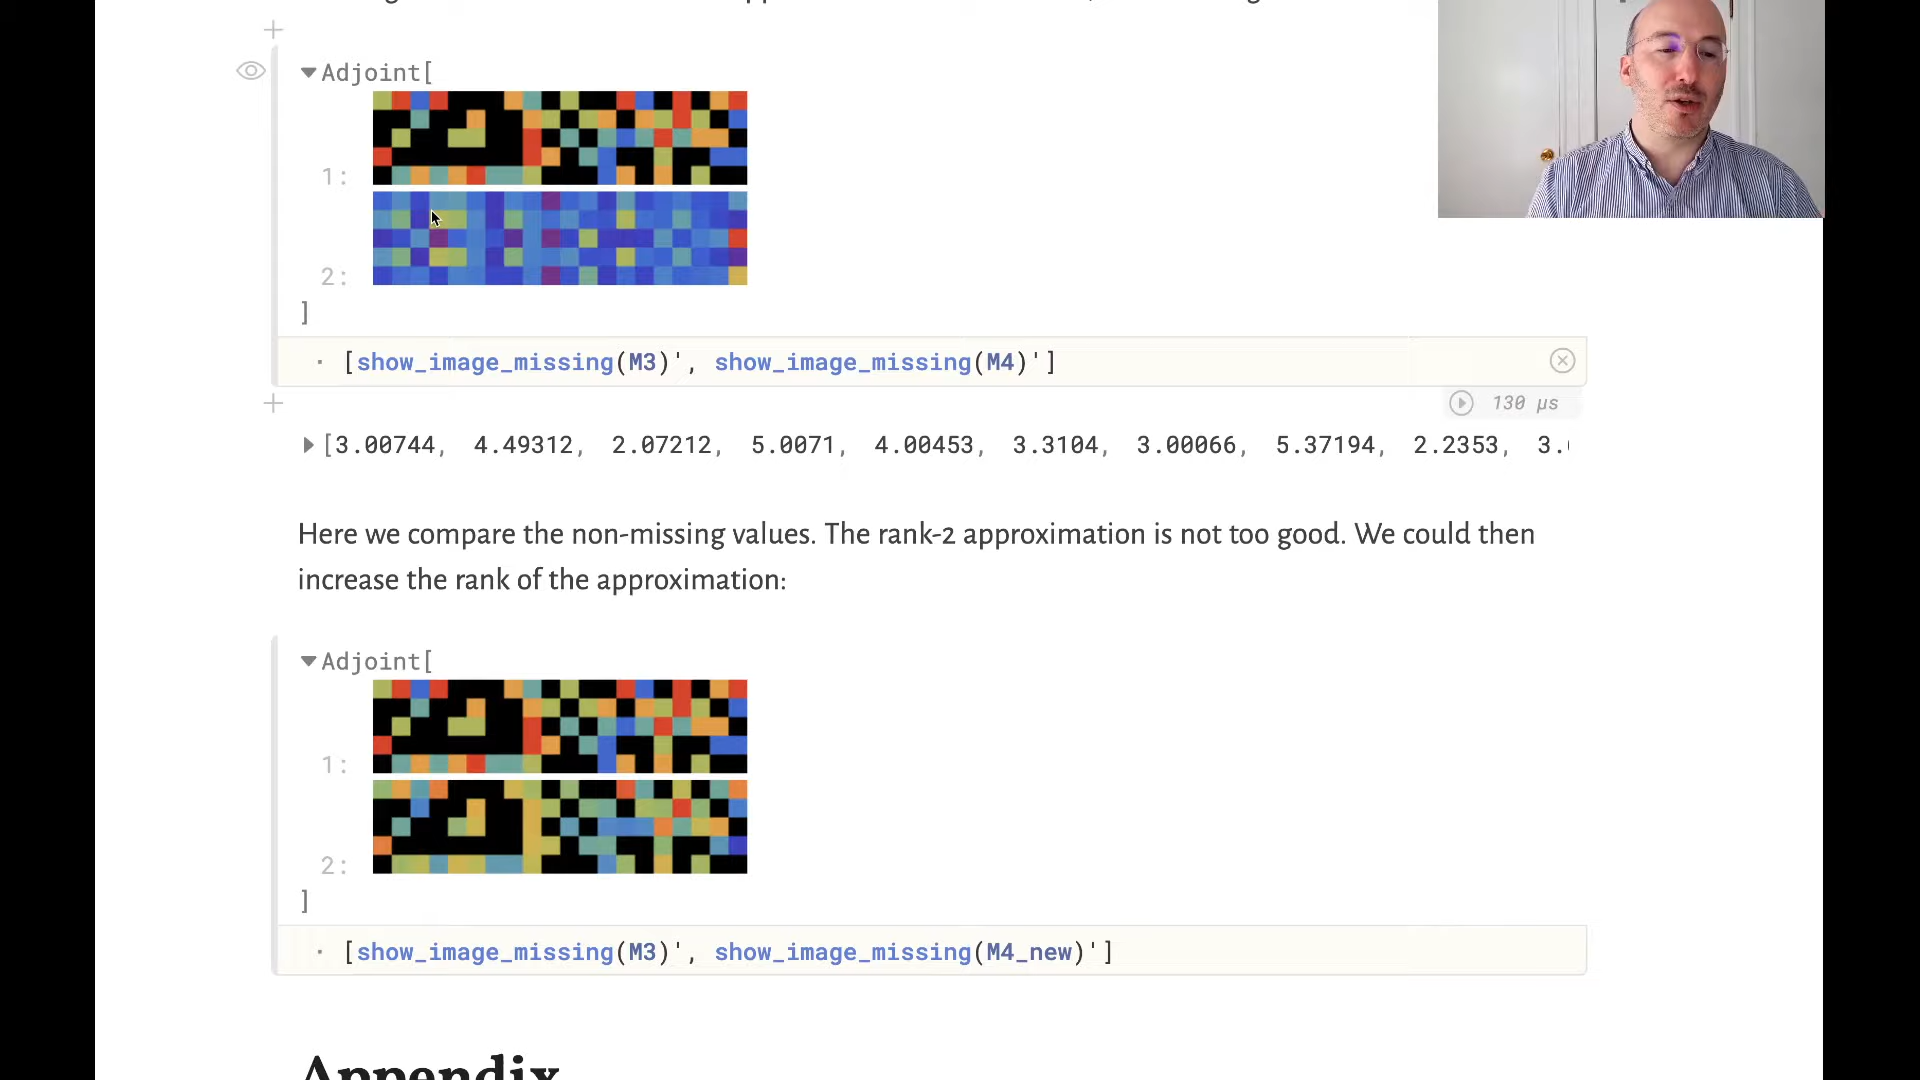 Adjoint[
1:
2:
]
[show_image_missing(M3)', show_image_missing(M4)']
130 μs
[3.00744, 4.49312, 2.07212, 5.0071, 4.00453, 3.3104, 3.00066, 5.37194, 2.2353, 3.
Here we compare the non-missing values. The rank-2 approximation is not too good. We could then
increase the rank of the approximation:
Adjoint[
1:
2:
]
[show_image_missing(M3)', show_image_missing(M4_new)']
Appendix